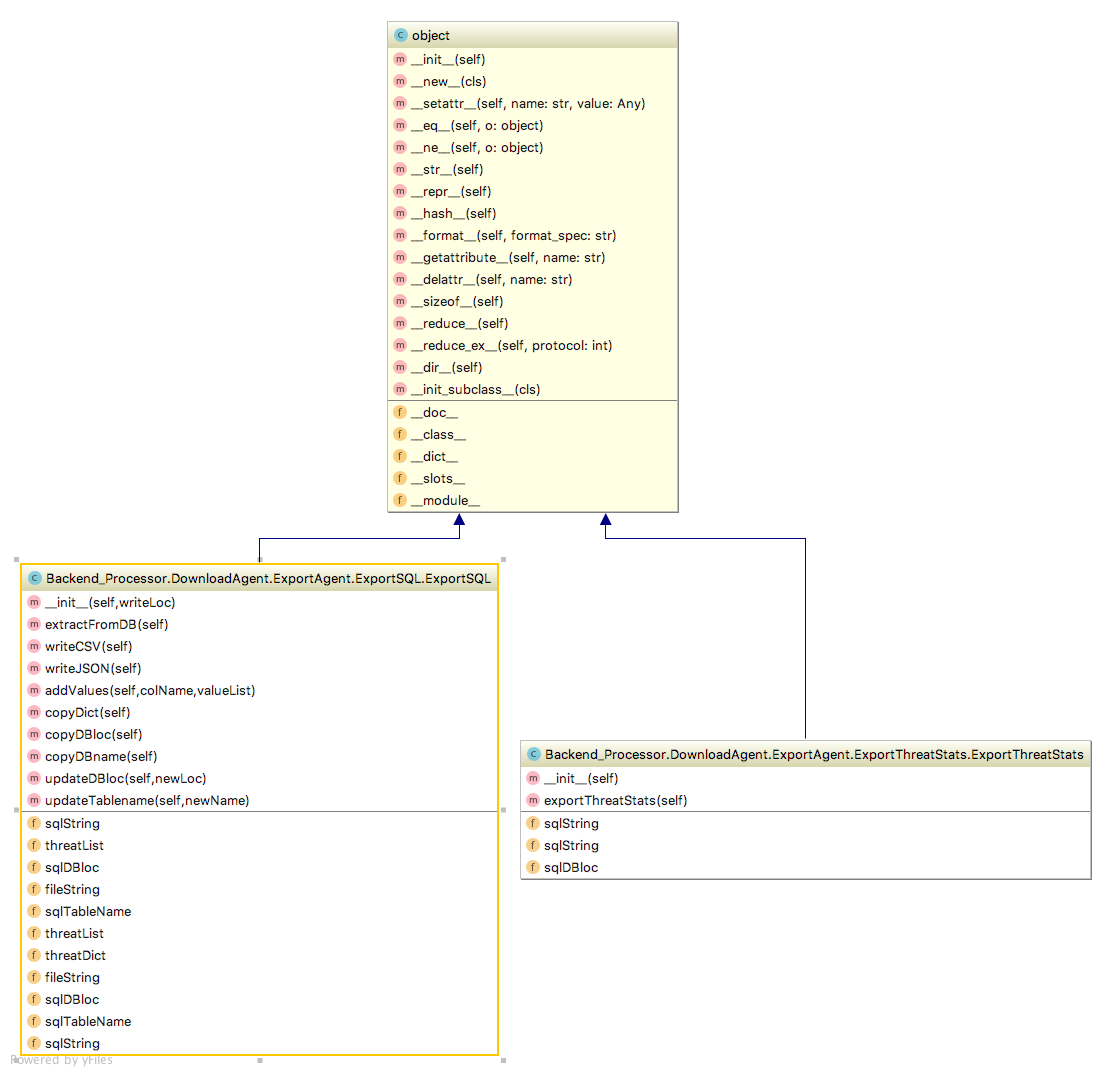 C object
m __init__(self)
m __new__(cls)
m __setattr__(self, name: str, value: Any)
m __eq__(self, o: object)
m __ne__(self, o: object)
m __str__(self)
m __repr__(self)
m __hash__(self)
m __format__(self, format_spec: str)
m __getattribute__(self, name: str)
m __delattr__(self, name: str)
m __sizeof__(self)
m __reduce__(self)
m __reduce_ex__(self, protocol: int)
m __dir__(self)
m __init_subclass__(cls)
f __doc__
f __class__
f __dict__
f __slots__
f __module__
C Backend_Processor.DownloadAgent.ExportAgent.ExportSQL.ExportSQL
m __init__(self,writeLoc)
m extractFromDB(self)
m writeCSV(self)
m writeJSON(self)
m addValues(self,colName,valueList)
m copyDict(self)
m copyDBloc(self)
m copyDBname(self)
m updateDBloc(self,newLoc)
m updateTablename(self,newName)
f sqlString
f threatList
f sqlDBloc
f fileString
f sqlTableName
f threatList
f threatDict
f fileString
f sqlDBloc
f sqlTableName
f sqlString
C Backend_Processor.DownloadAgent.ExportAgent.ExportThreatStats.ExportThreatStats
m __init__(self)
m exportThreatStats(self)
f sqlString
f sqlString
f sqlDBloc
Powered by yFiles